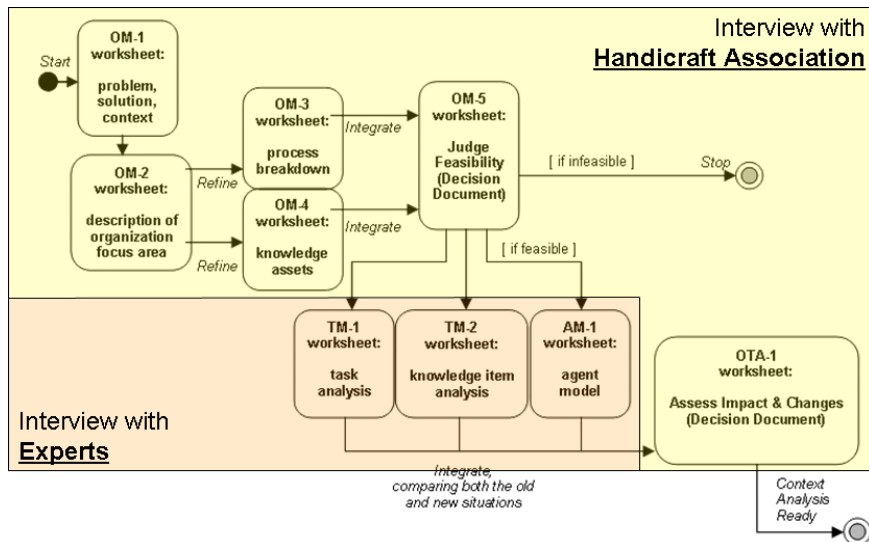 Interview with
Handicraft Association
Start
OM-1
worksheet:
problem,
solution,
context
OM-2
worksheet:
description of
organization
focus area
Refine
Refine
OM-3
worksheet:
process
breakdown
OM-4
worksheet:
knowledge
assets
Integrate
Integrate
OM-5
worksheet:
Judge
Feasibility
(Decision
Document)
[ if infeasible ]
Stop
[ if feasible ]
TM-1
worksheet:
task
analysis
TM-2
worksheet:
knowledge item
analysis
AM-1
worksheet:
agent
model
Interview with
Experts
Integrate,
comparing both the old
and new situations
OTA-1
worksheet:
Assess Impact & Changes
(Decision Document)
Context
Analysis
Ready